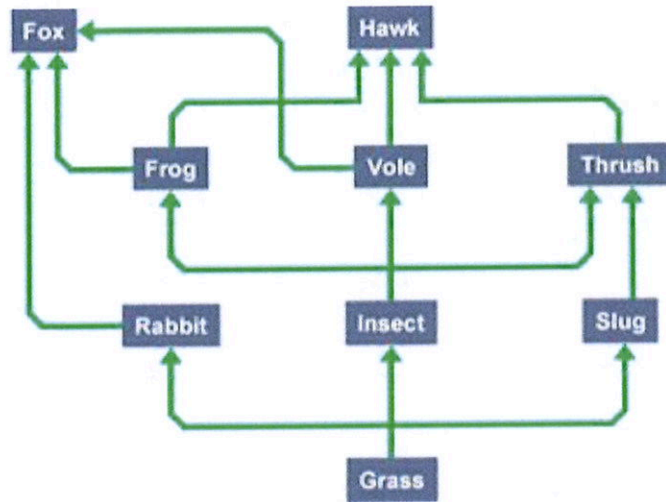 Fox
Hawk
Frog
Vole
Thrush
Rabbit
Insect
Slug
Grass